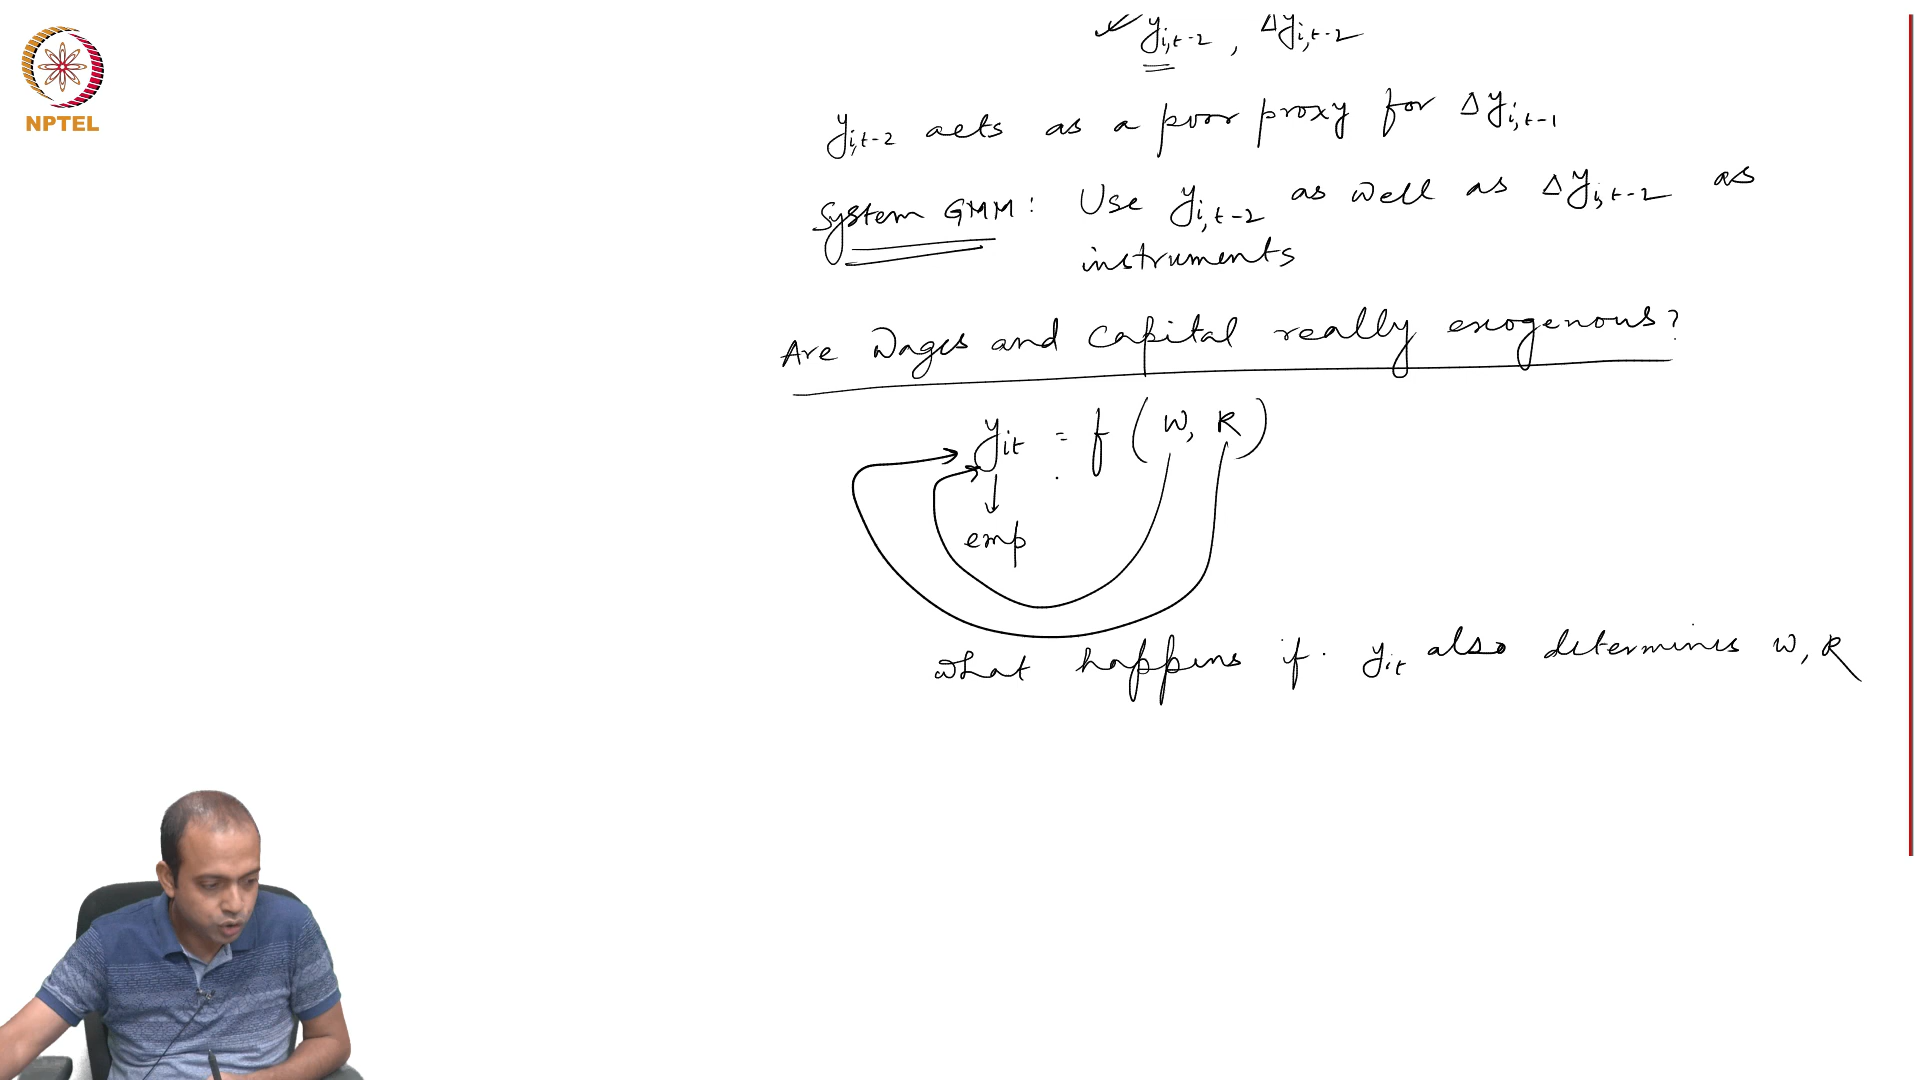 NPTEL
y_{i,t-2} , Δy_{i,t-2}
y_{i,t-2} acts as a poor proxy for Δy_{i,t-1}
System GMM: Use y_{i,t-2} as well as Δy_{i,t-2} as
instruments
Are Wages and Capital really exogenous?
y_{it} = f (W, K)
emp
what happens if y_{it} also determines W, K